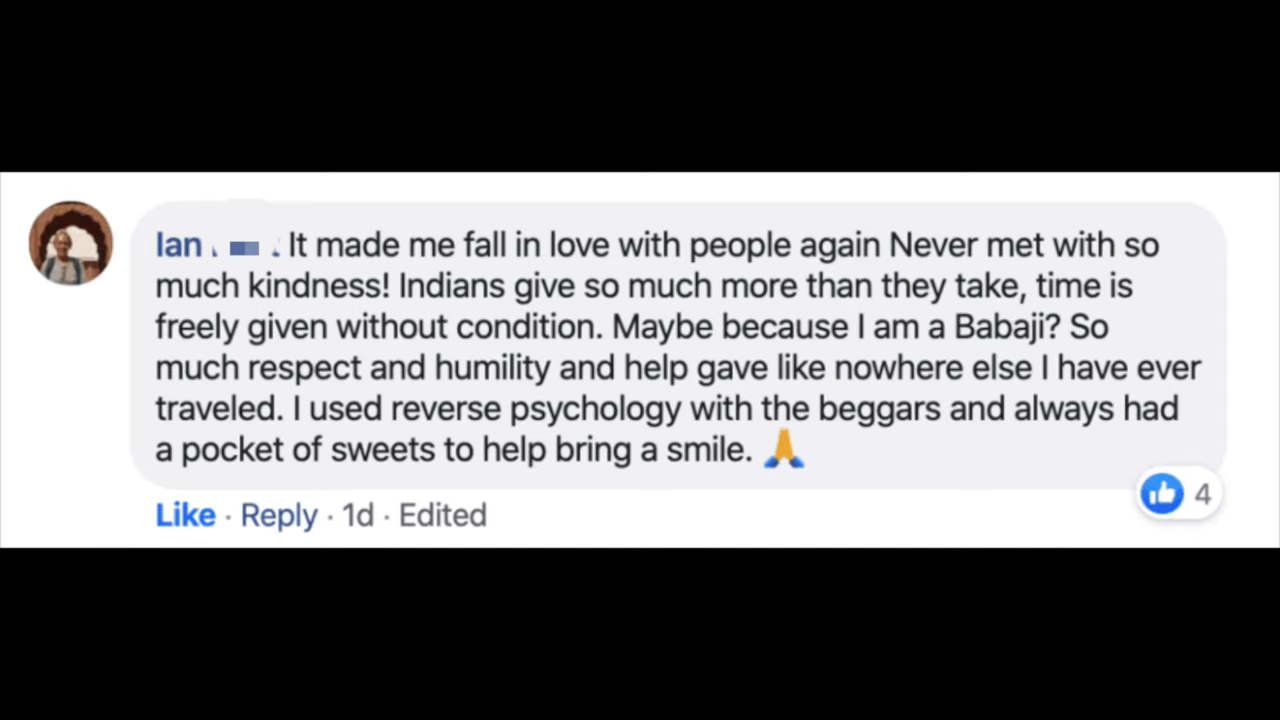 Ian It made me fall in love with people again Never met with so
much kindness! Indians give so much more than they take, time is
freely given without condition. Maybe because I am a Babaji? So
much respect and humility and help gave like nowhere else I have ever
traveled. I used reverse psychology with the beggars and always had
a pocket of sweets to help bring a smile. 🙏
4
Like · Reply · 1d · Edited